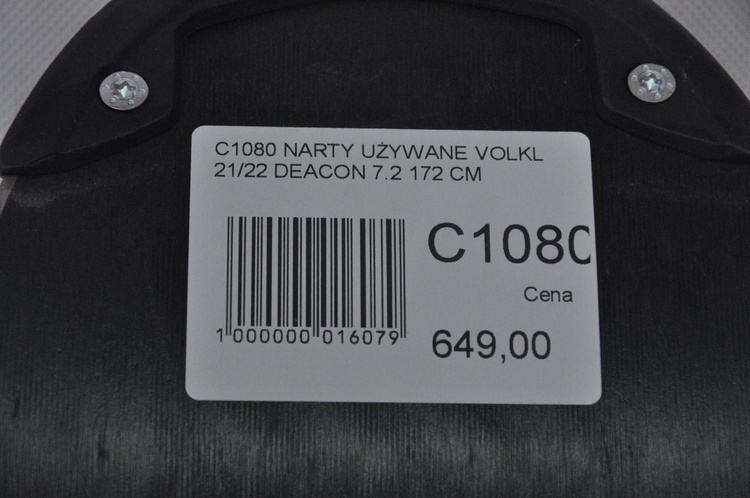 C1080 NARTY UŻYWANE VOLKL
21/22 DEACON 7.2 172 CM
C1080
Cena
1 000000 016079
649,00